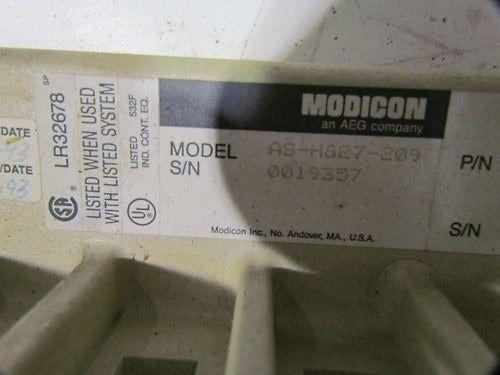 /DATE
/DATE
93
LR32678
SP
LISTED WHEN USED
WITH LISTED SYSTEM
LISTED 532F
IND. CONT. EQ.
UL
MODICON
an AEG company
MODEL AS-H827-209
S/N 0019357
Modicon Inc., No. Andover, MA., U.S.A.
P/N
S/N